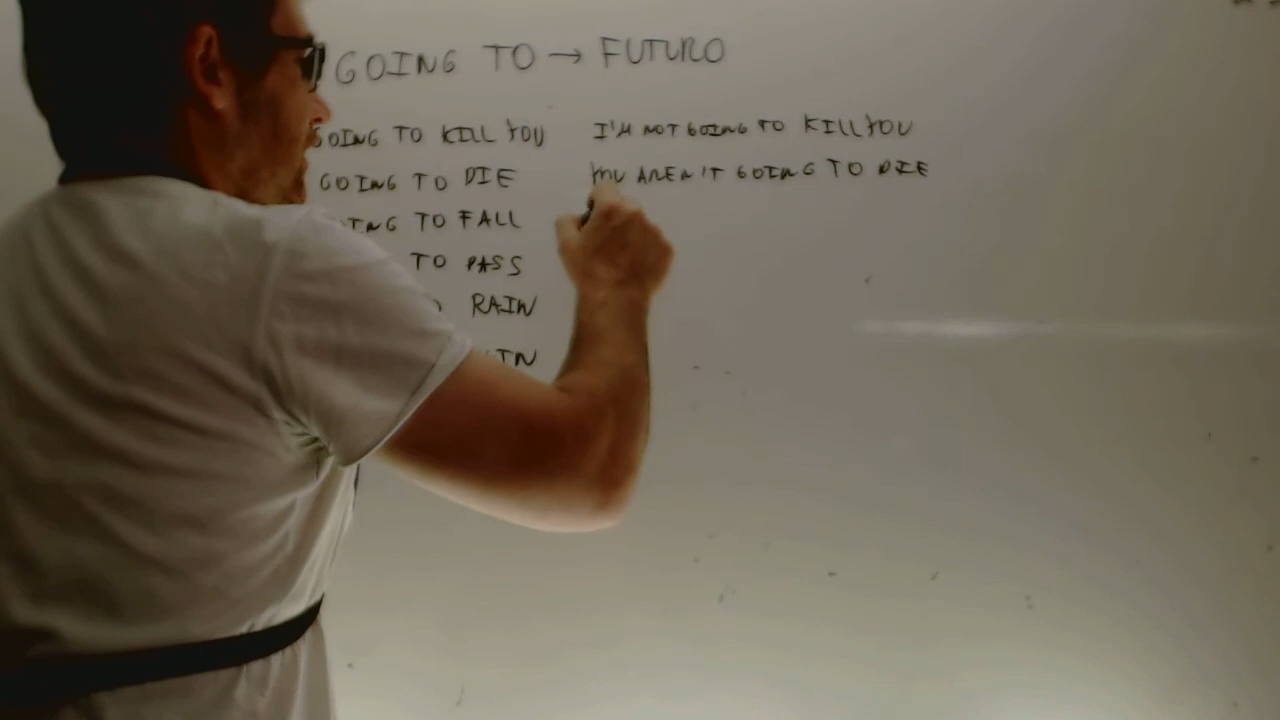 GOING TO → FUTURO
GOING TO KILL YOU I'M NOT GOING TO KILL YOU
GOING TO DIE YOU AREN'T GOING TO DIE
TO FALL
TO PASS
RAIN